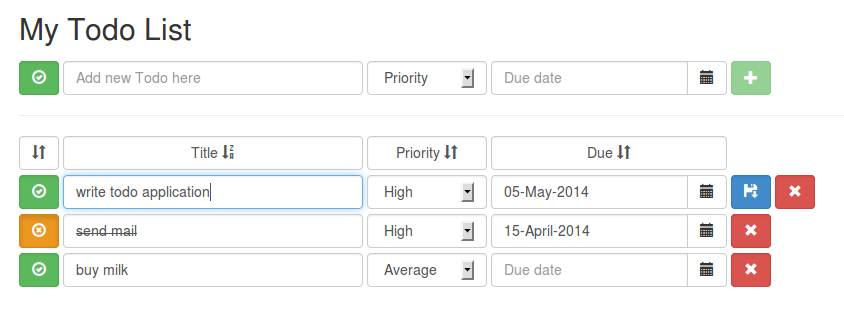 My Todo List
Add new Todo here Priority Due date
Title Priority Due
write todo application High 05-May-2014
send mail High 15-April-2014
buy milk Average Due date